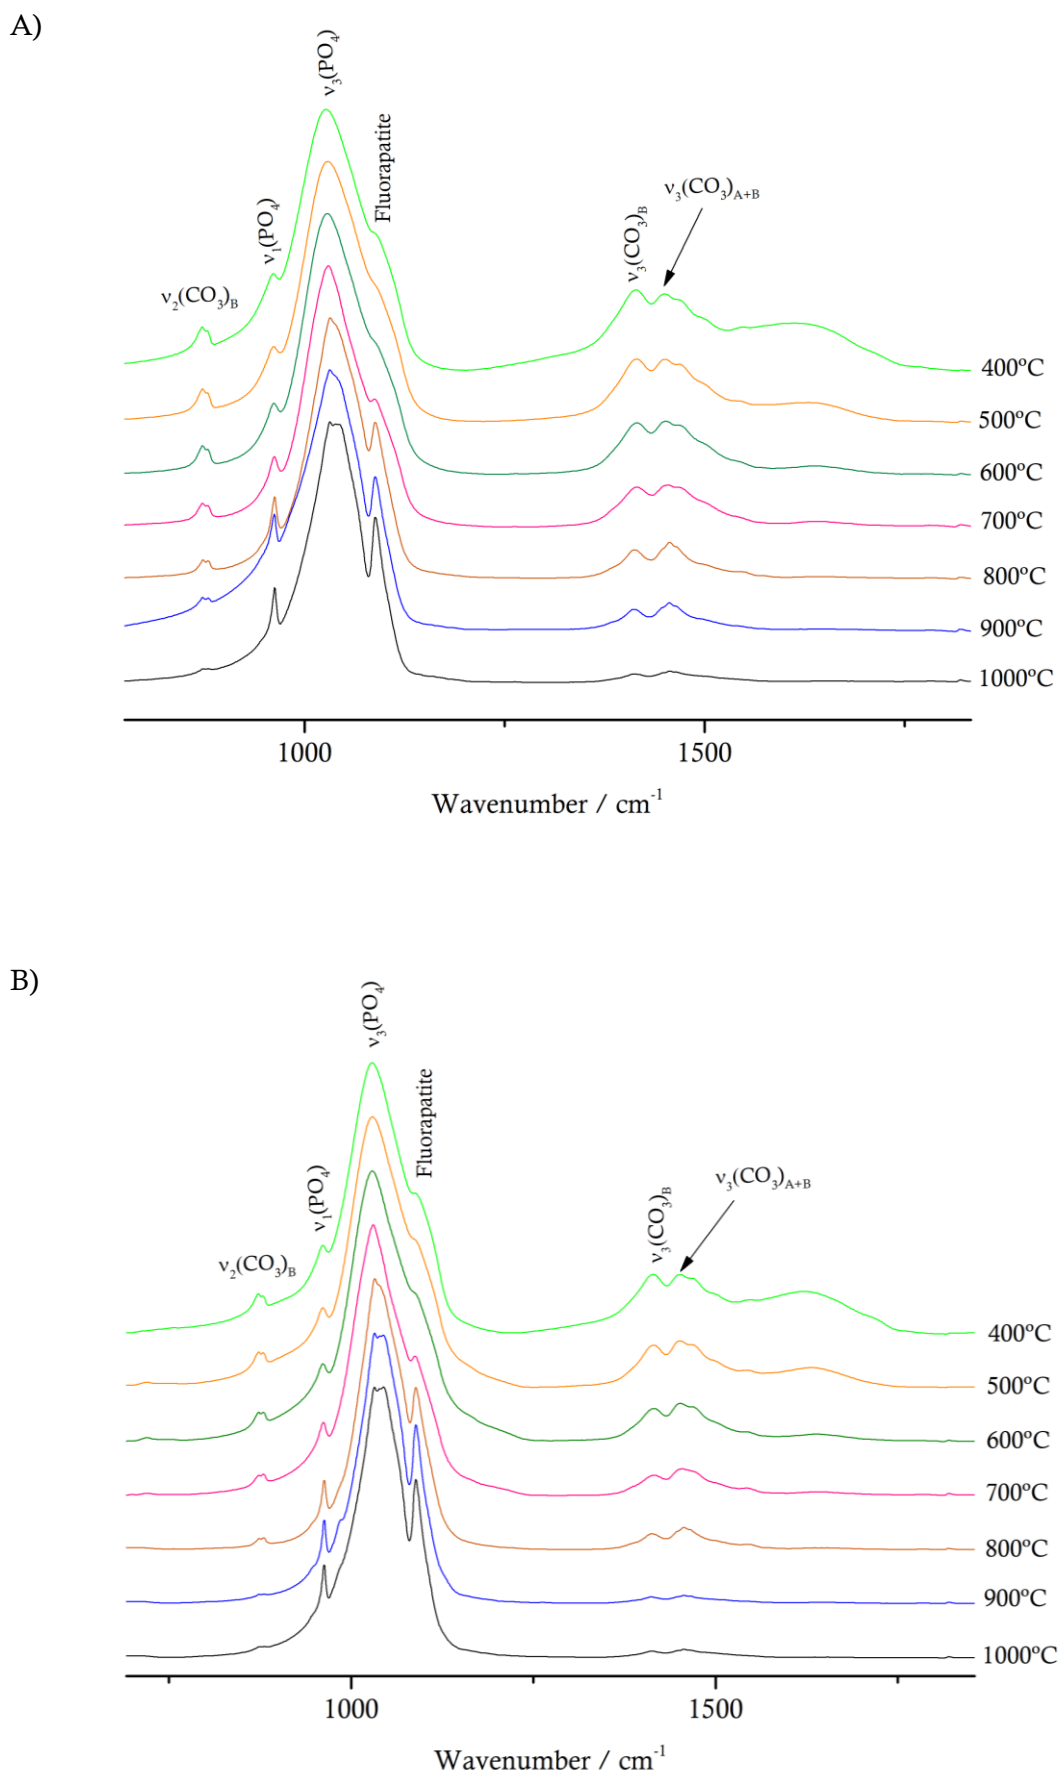 A)
ν₃(PO₄)
Fluorapatite
ν₁(PO₄)
ν₂(CO₃)B
ν₃(CO₃)B
ν₃(CO₃)A+B
400ºC
500ºC
600ºC
700ºC
800ºC
900ºC
1000ºC
1000
1500
Wavenumber / cm⁻¹
B)
ν₃(PO₄)
Fluorapatite
ν₁(PO₄)
ν₂(CO₃)B
ν₃(CO₃)B
ν₃(CO₃)A+B
400ºC
500ºC
600ºC
700ºC
800ºC
900ºC
1000ºC
1000
1500
Wavenumber / cm⁻¹